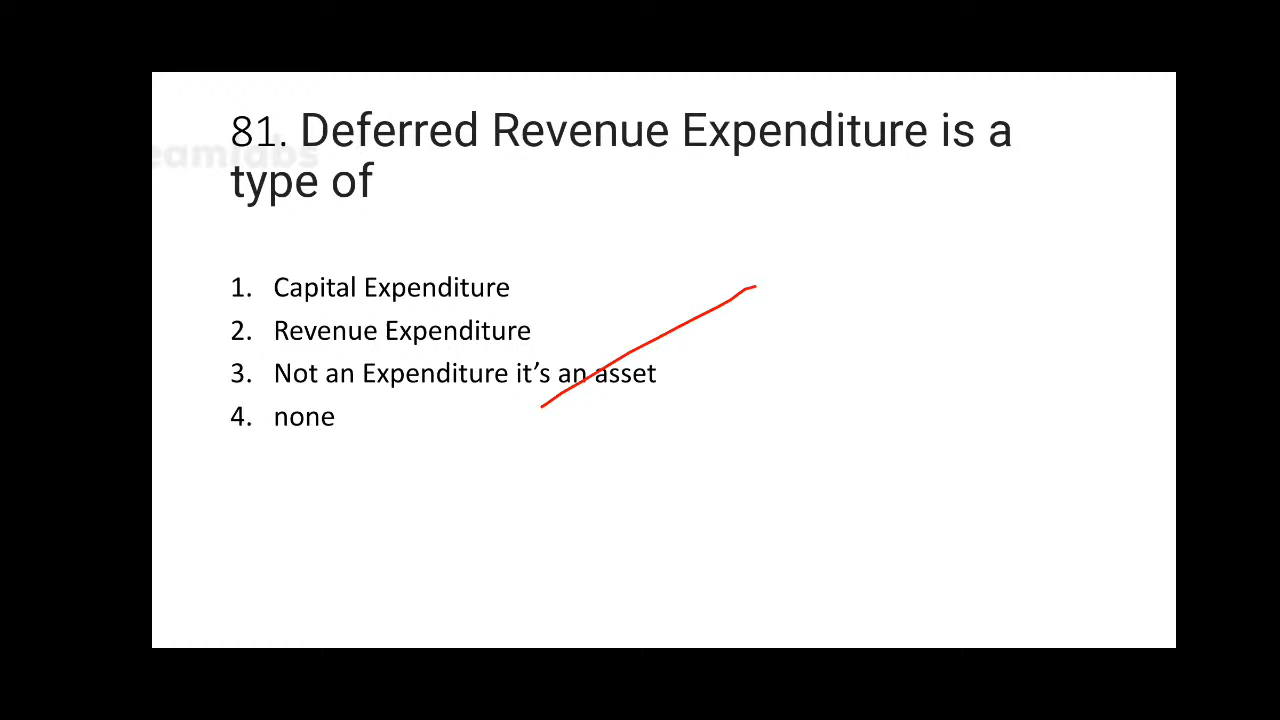 81. Deferred Revenue Expenditure is a
eamlabs
type of
1. Capital Expenditure
2. Revenue Expenditure
3. Not an Expenditure it’s an asset
4. none